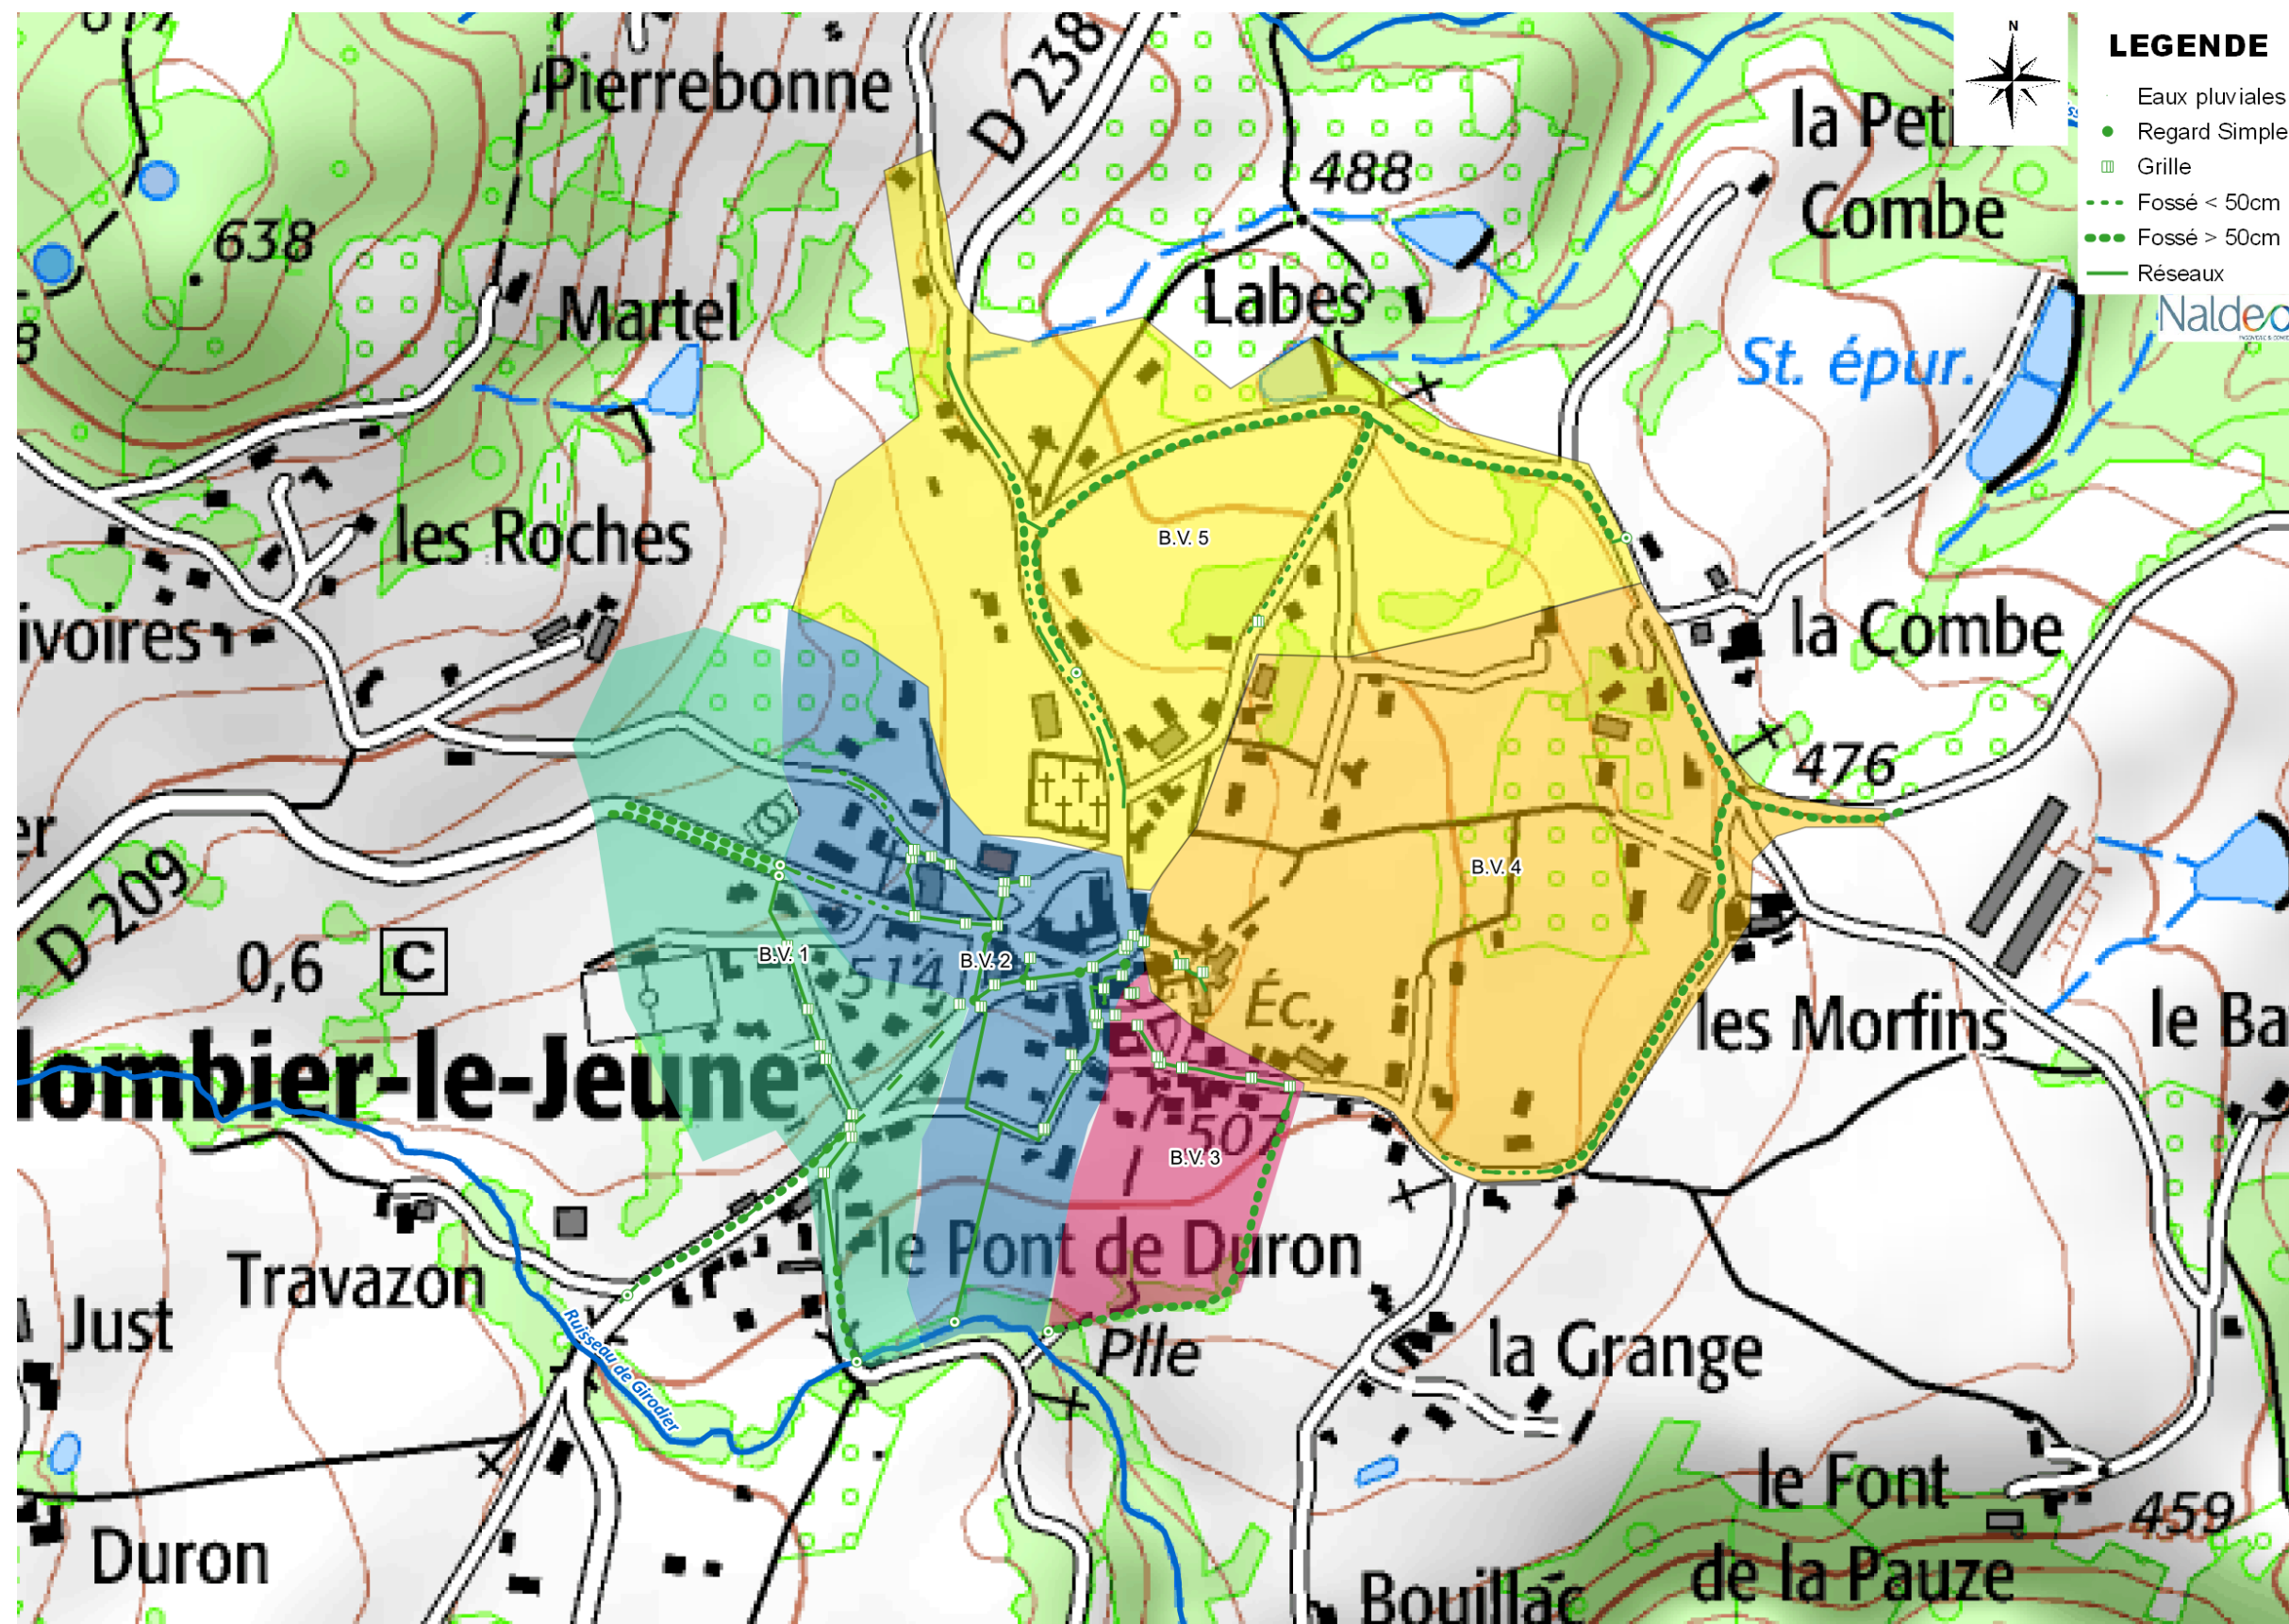 Pierrebonne
D 238
N
LEGENDE
Eaux pluviales
Regard Simple
Grille
Fossé < 50cm
Fossé > 50cm
Réseaux
Naldeo
la Peti
Combe
488
638
Martel
Labes
St. épur.
les Roches
B.V. 5
ivoires
la Combe
476
er
D 209
B.V. 4
0,6
C
B.V. 1
514
B.V. 2
Éc.,
les Morfins
le Ba
lombier-le-Jeune
507
B.V. 3
le Pont de Duron
Travazon
Just
Ruisseau de Girodier
Plle
la Grange
le Font
de la Pauze
459
Duron
Bouillac